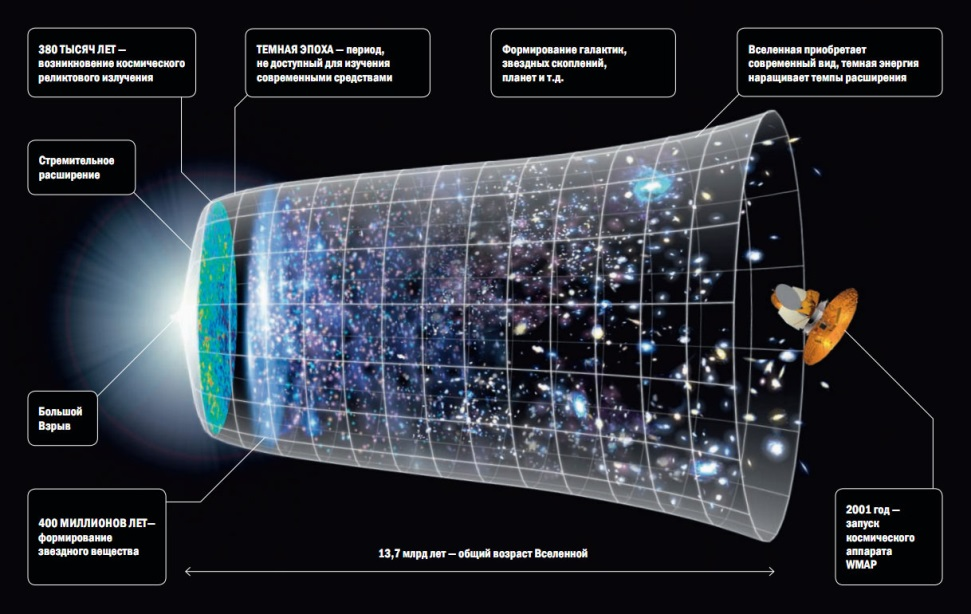 380 ТЫСЯЧ ЛЕТ —
возникновение космического
реликтового излучения
ТЕМНАЯ ЭПОХА — период,
не доступный для изучения
современными средствами
Формирование галактик,
звездных скоплений,
планет и т.д.
Вселенная приобретает
современный вид, темная энергия
наращивает темпы расширения
Стремительное
расширение
Большой
Взрыв
400 МИЛЛИОНОВ ЛЕТ—
формирование
звездного вещества
13,7 млрд лет — общий возраст Вселенной
2001 год —
запуск
космического
аппарата
WMAP